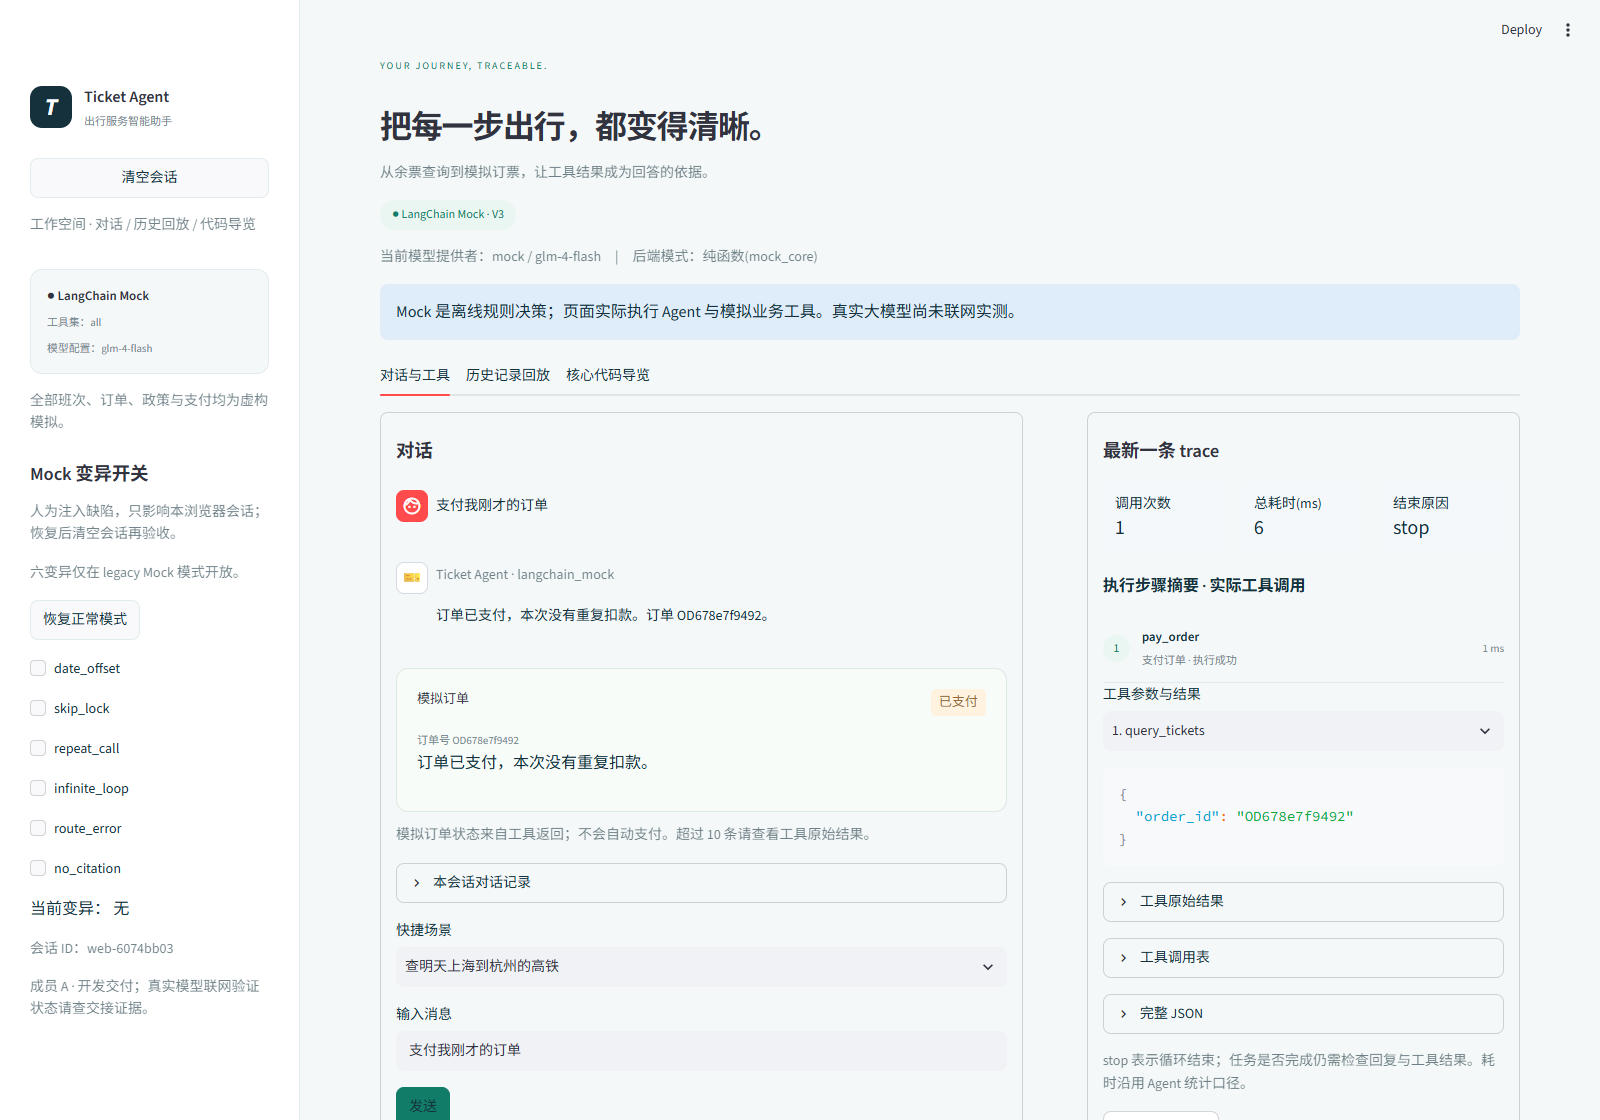 T
Ticket Agent
出行服务智能助手
清空会话
工作空间 · 对话 / 历史回放 / 代码导览
● LangChain Mock
工具集：all
模型配置：glm-4-flash
全部班次、订单、政策与支付均为虚构
模拟。
Mock 变异开关
人为注入缺陷，只影响本浏览器会话；
恢复后清空会话再验收。
六变异仅在 legacy Mock 模式开放。
恢复正常模式
date_offset
skip_lock
repeat_call
infinite_loop
route_error
no_citation
当前变异： 无
会话 ID：web-6074bb03
成员 A · 开发交付；真实模型联网验证
状态请查交接证据。
Deploy
YOUR JOURNEY, TRACEABLE.
把每一步出行，都变得清晰。
从余票查询到模拟订票，让工具结果成为回答的依据。
● LangChain Mock · V3
当前模型提供者：mock / glm-4-flash ｜ 后端模式：纯函数(mock_core)
Mock 是离线规则决策；页面实际执行 Agent 与模拟业务工具。真实大模型尚未联网实测。
对话与工具 历史记录回放 核心代码导览
对话
支付我刚才的订单
Ticket Agent · langchain_mock
订单已支付，本次没有重复扣款。订单 OD678e7f9492。
模拟订单
已支付
订单号 OD678e7f9492
订单已支付，本次没有重复扣款。
模拟订单状态来自工具返回；不会自动支付。超过 10 条请查看工具原始结果。
本会话对话记录
快捷场景
查明天上海到杭州的高铁
输入消息
支付我刚才的订单
发送
最新一条 trace
调用次数 总耗时(ms) 结束原因
1 6 stop
执行步骤摘要 · 实际工具调用
1 pay_order
支付订单 · 执行成功
1 ms
工具参数与结果
1. query_tickets
{
"order_id": "OD678e7f9492"
}
工具原始结果
工具调用表
完整 JSON
stop 表示循环结束；任务是否完成仍需检查回复与工具结果。耗
时沿用 Agent 统计口径。